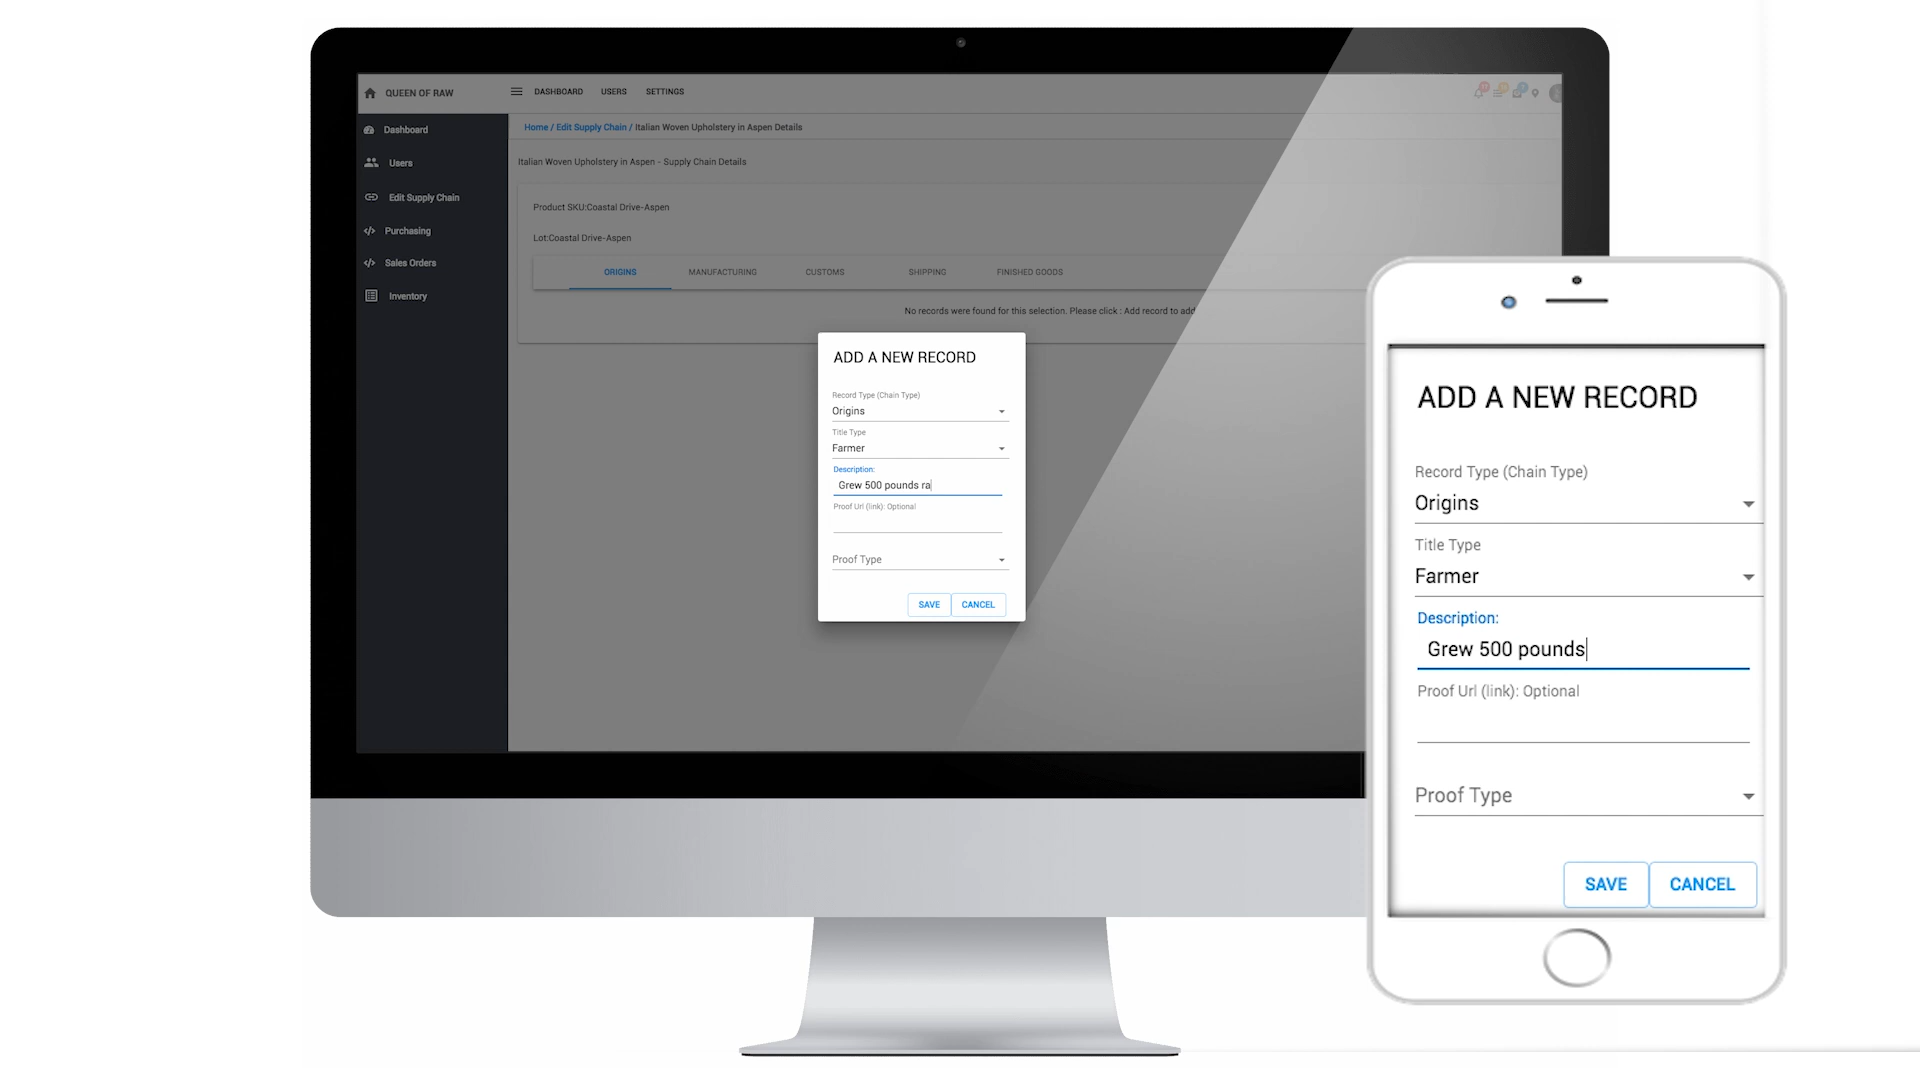 QUEEN OF RAW
DASHBOARD USERS SETTINGS
Dashboard
Users
Edit Supply Chain
Purchasing
Sales Orders
Inventory
Home / Edit Supply Chain / Italian Woven Upholstery in Aspen Details
Italian Woven Upholstery in Aspen - Supply Chain Details
Product SKU:Coastal Drive-Aspen
Lot:Coastal Drive-Aspen
ORIGINS MANUFACTURING CUSTOMS SHIPPING FINISHED GOODS
No records were found for this selection. Please click : Add record to add
ADD A NEW RECORD
Record Type (Chain Type)
Origins
Title Type
Farmer
Description:
Grew 500 pounds ra
Proof Url (link): Optional
Proof Type
SAVE CANCEL
ADD A NEW RECORD
Record Type (Chain Type)
Origins
Title Type
Farmer
Description:
Grew 500 pounds
Proof Url (link): Optional
Proof Type
SAVE CANCEL